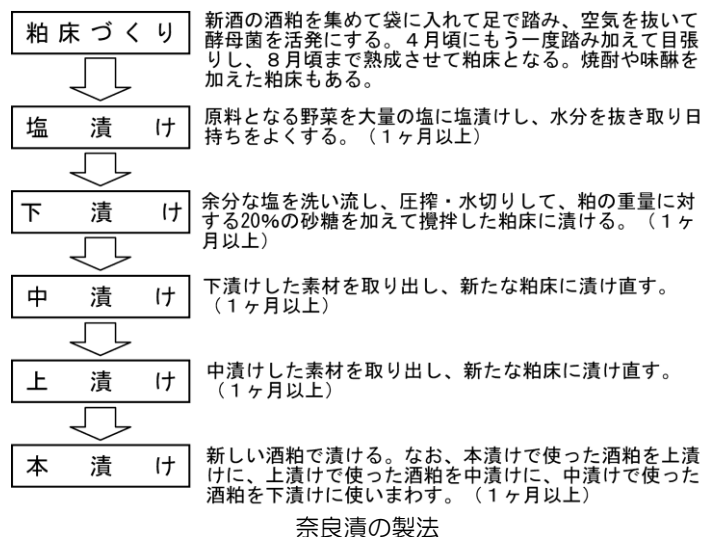 粕床づくり
新酒の酒粕を集めて袋に入れて足で踏み、空気を抜いて
酵母菌を活発にする。４月頃にもう一度踏み加えて目張
りし、８月頃まで熟成させて粕床となる。焼酎や味醂を
加えた粕床もある。
塩漬け
原料となる野菜を大量の塩に塩漬けし、水分を抜き取り日
持ちをよくする。（１ヶ月以上）
下漬け
余分な塩を洗い流し、圧搾・水切りして、粕の重量に対
する20%の砂糖を加えて攪拌した粕床に漬ける。（１ヶ
月以上）
中漬け
下漬けした素材を取り出し、新たな粕床に漬け直す。
（１ヶ月以上）
上漬け
中漬けした素材を取り出し、新たな粕床に漬け直す。
（１ヶ月以上）
本漬け
新しい酒粕で漬ける。なお、本漬けで使った酒粕を上漬
けに、上漬けで使った酒粕を中漬けに、中漬けで使った
酒粕を下漬けに使いまわす。（１ヶ月以上）
奈良漬の製法